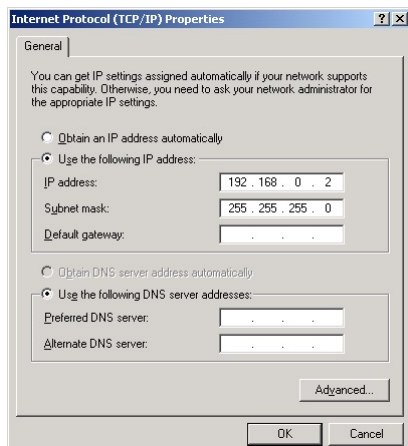 Internet Protocol (TCP/IP) Properties
General
You can get IP settings assigned automatically if your network supports
this capability. Otherwise, you need to ask your network administrator for
the appropriate IP settings.
Obtain an IP address automatically
Use the following IP address:
IP address: 192 . 168 . 0 . 2
Subnet mask: 255 . 255 . 255 . 0
Default gateway: . . .
Obtain DNS server address automatically
Use the following DNS server addresses:
Preferred DNS server: . . .
Alternate DNS server: . . .
Advanced...
OK Cancel